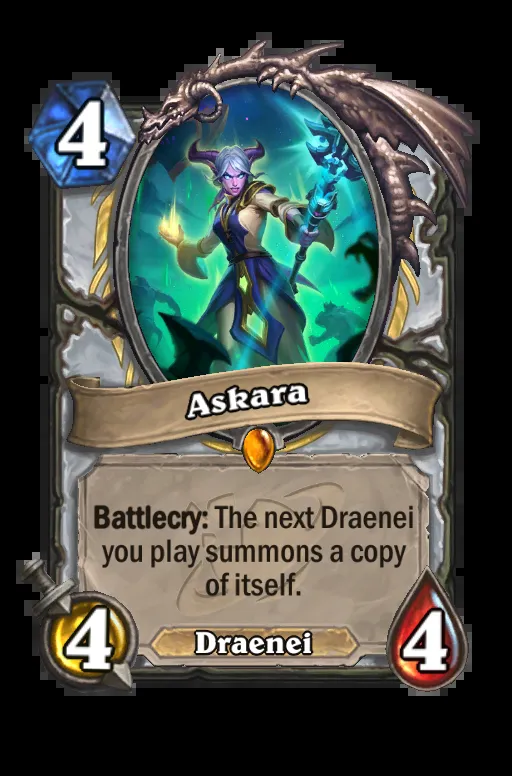 4
Askara
Battlecry: The next Draenei
you play summons a copy
of itself.
4
Draenei
4